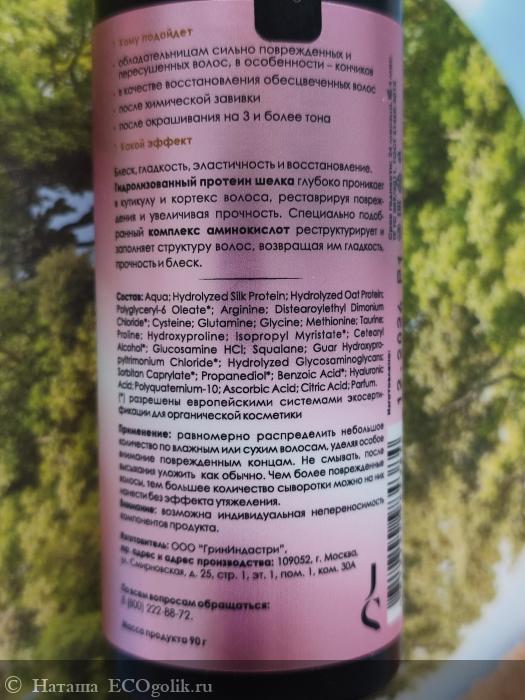 Кому подойдет
· обладательницам сильно поврежденных и
пересушенных волос, в особенности – кончиков
· в качестве восстановления обесцвеченных волос
· после химической завивки
· после окрашивания на 3 и более тона
Какой эффект
Блеск, гладкость, эластичность и восстановление.
Гидролизованный протеин шелка глубоко проникает
в кутикулу и кортекс волоса, реставрируя повреж-
дения и увеличивая прочность. Специально подоб-
ранный комплекс аминокислот реструктурирует и
заполняет структуру волос, возвращая им гладкость,
прочность и блеск.
Состав: Aqua; Hydrolyzed Silk Protein; Hydrolyzed Oat Protein;
Polyglyceryl-6 Oleate*; Arginine; Distearoylethyl Dimonium
Chloride*; Cysteine; Glutamine; Glycine; Methionine; Taurine;
Proline; Hydroxyproline; Isopropyl Myristate*; Cetearyl
Alcohol*; Glucosamine HCl; Squalane; Guar Hydroxypro-
pyltrimonium Chloride*; Hydrolyzed Glycosaminoglycans;
Sorbitan Caprylate*; Propanediol*; Benzoic Acid*; Hyaluronic
Acid; Polyquaternium-10; Ascorbic Acid; Citric Acid; Parfum.
(*) разрешены европейскими системами экосерти-
фикации для органической косметики
Применение: равномерно распределить небольшое
количество по влажным или сухим волосам, уделяя особое
внимание поврежденным концам. Не смывать, после
высыхания уложить как обычно. Чем более поврежденные
волосы, тем большее количество сыворотки можно на них
нанести без эффекта утяжеления.
Внимание: возможна индивидуальная непереносимость
компонентов продукта.
Изготовитель: ООО "ГринИндастри",
юр. адрес и адрес производства: 109052, г. Москва,
ул. Смирновская, д. 25, стр. 1, эт. 1, пом. 1, ком. 30А
По всем вопросам обращаться:
8 (800) 222-88-72.
Масса продукта 90 г
© Наташа ECOgolik.ru